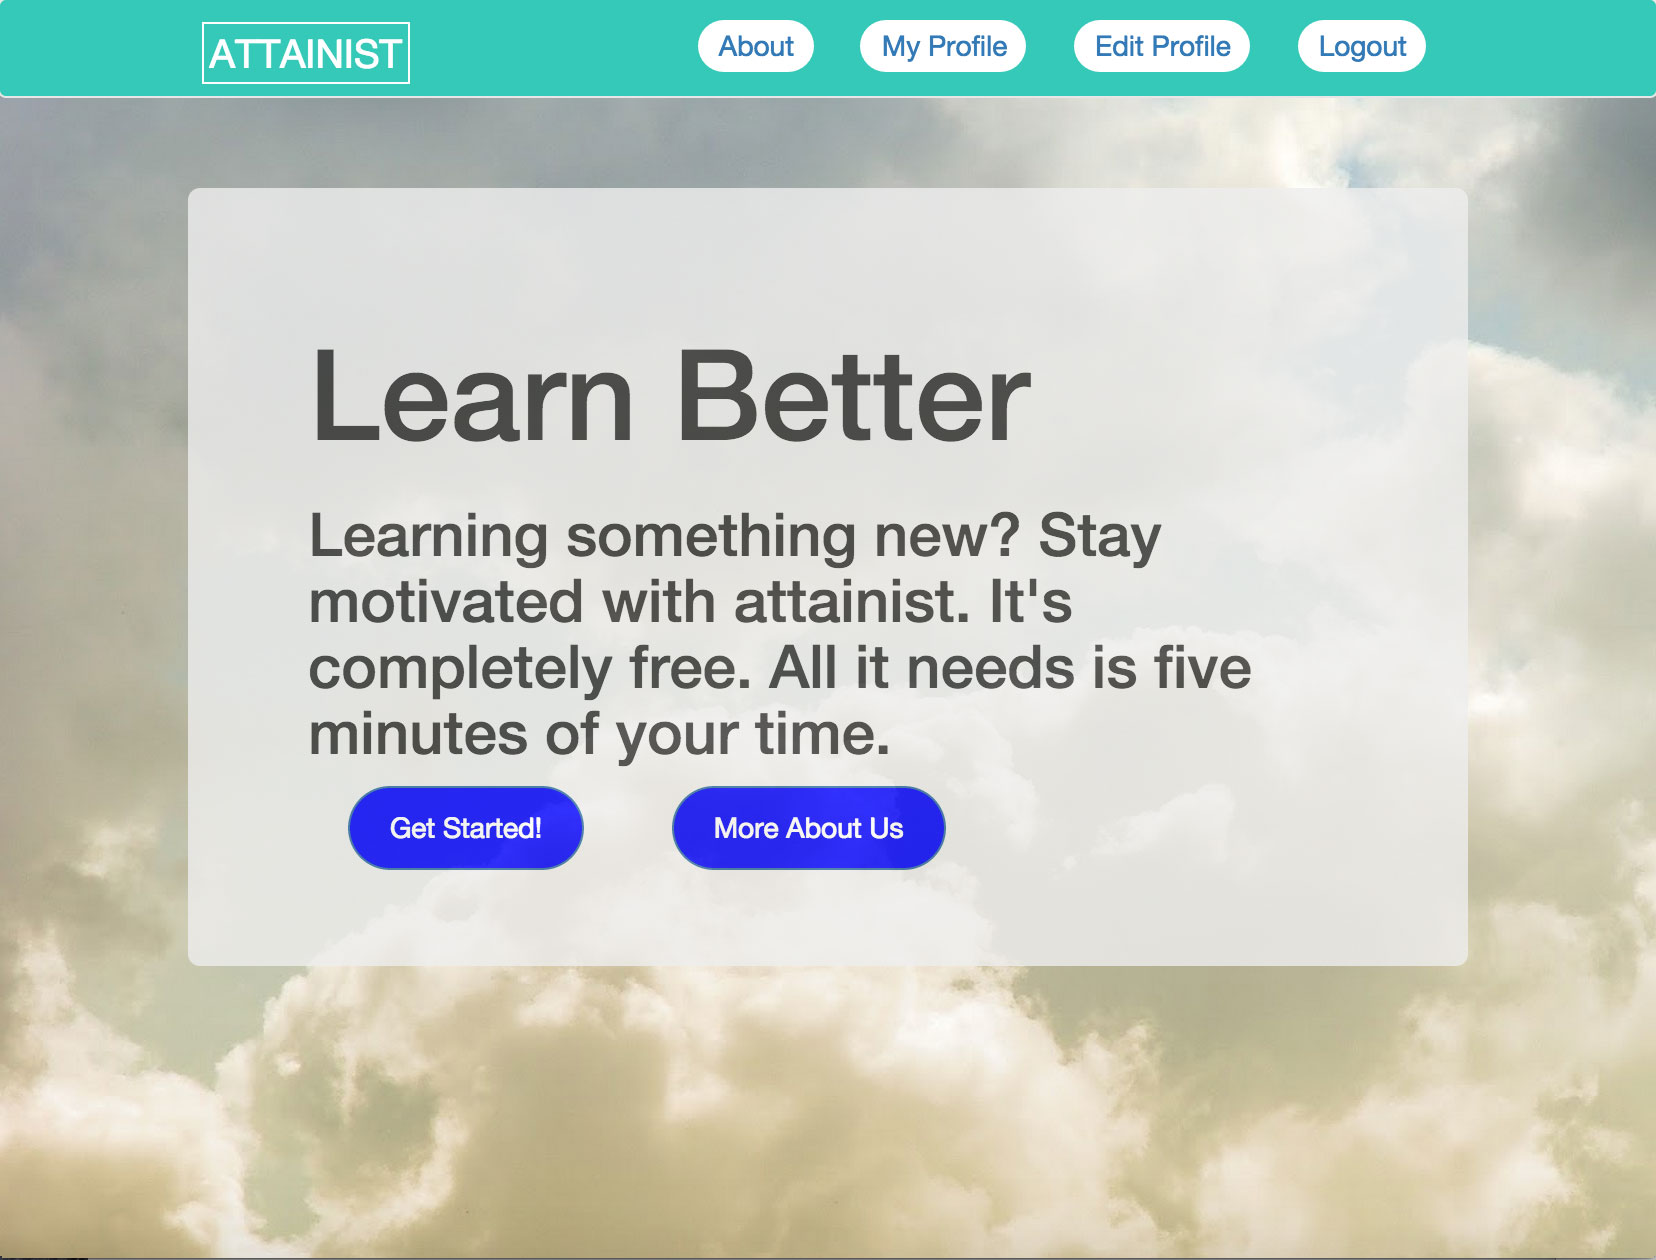 ATTAINIST
About
My Profile
Edit Profile
Logout
Learn Better
Learning something new? Stay
motivated with attainist. It's
completely free. All it needs is five
minutes of your time.
Get Started!
More About Us